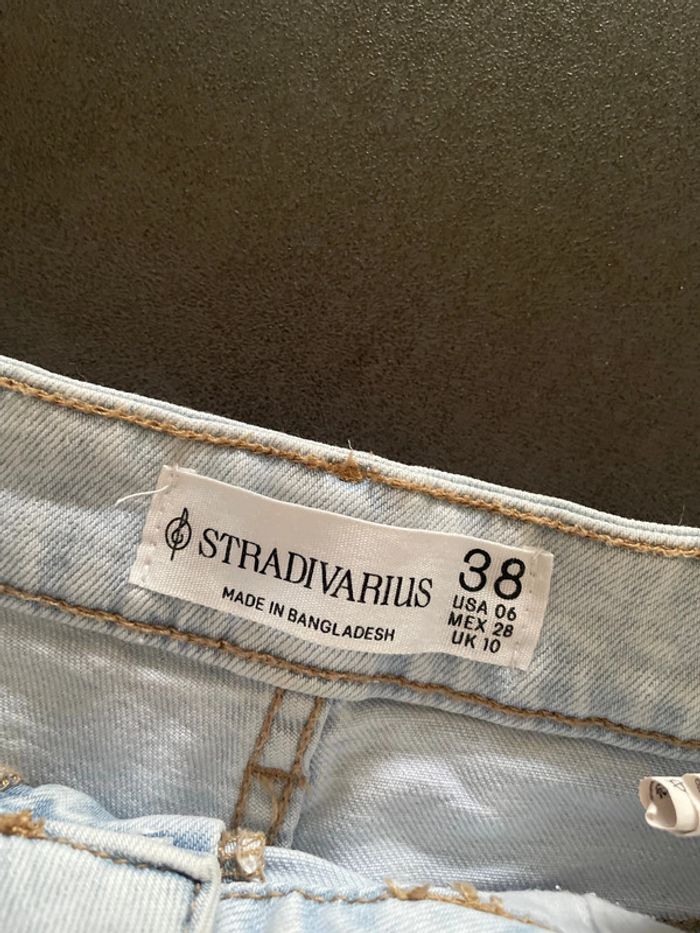 STRADIVARIUS
MADE IN BANGLADESH
38
USA 06
MEX 28
UK 10